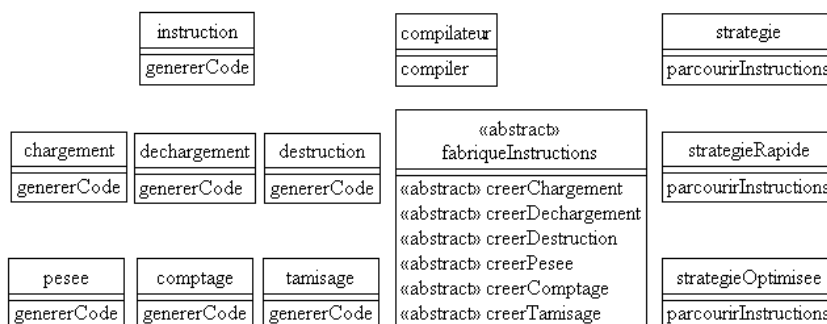 instruction
genererCode
compilateur
compiler
strategie
parcourirInstructions
chargement
genererCode
dechargement
genererCode
destruction
genererCode
«abstract»
fabriqueInstructions
«abstract» creerChargement
«abstract» creerDechargement
«abstract» creerDestruction
«abstract» creerPesee
«abstract» creerComptage
«abstract» creerTamisage
strategieRapide
parcourirInstructions
pesee
genererCode
comptage
genererCode
tamisage
genererCode
strategieOptimisee
parcourirInstructions